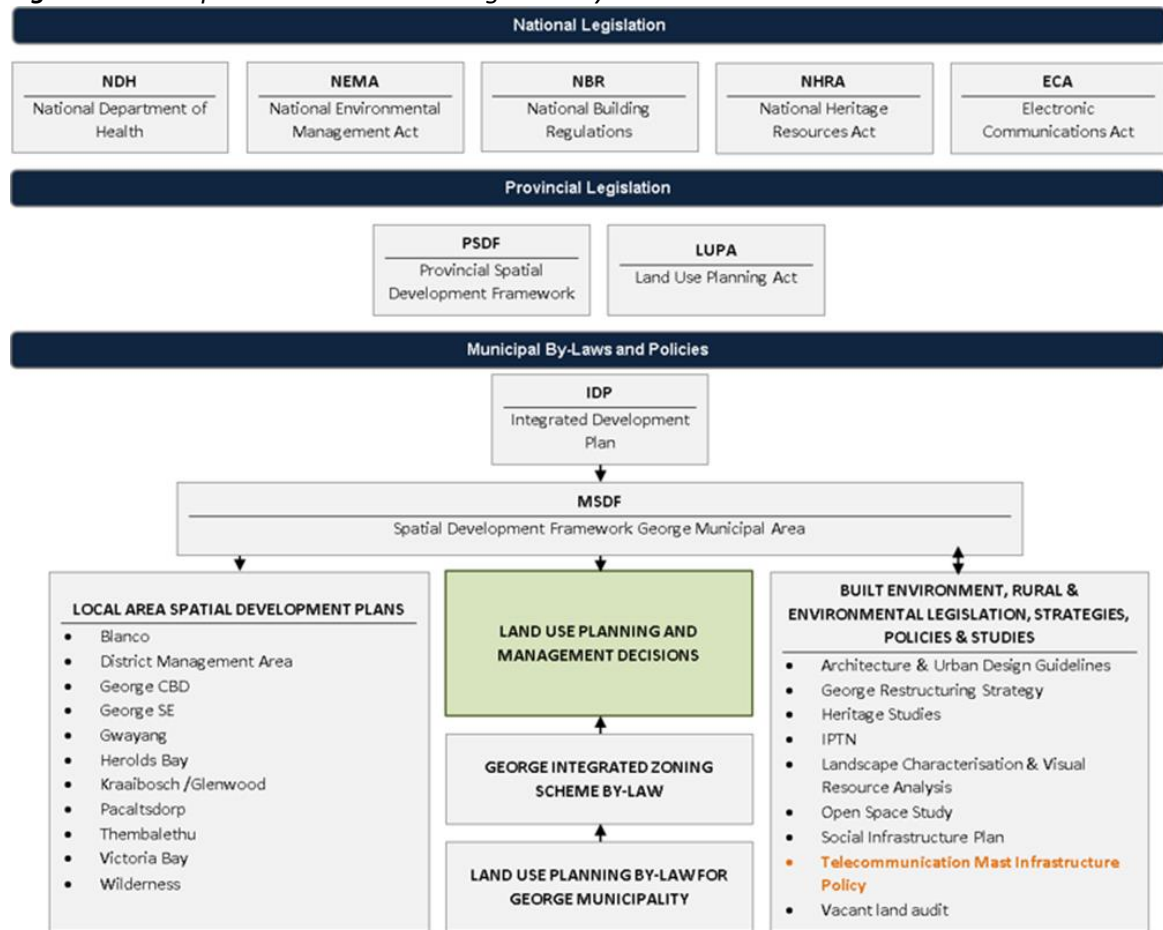 National Legislation
NDH
National Department of
Health
NEMA
National Environmental
Management Act
NBR
National Building
Regulations
NHRA
National Heritage
Resources Act
ECA
Electronic
Communications Act
Provincial Legislation
PSDF
Provincial Spatial
Development Framework
LUPA
Land Use Planning Act
Municipal By-Laws and Policies
IDP
Integrated Development
Plan
MSDF
Spatial Development Framework George Municipal Area
LOCAL AREA SPATIAL DEVELOPMENT PLANS
• Blanco
• District Management Area
• George CBD
• George SE
• Gwayang
• Herolds Bay
• Kraaibosch /Glenwood
• Pacaltsdorp
• Thembalethu
• Victoria Bay
• Wilderness
LAND USE PLANNING AND
MANAGEMENT DECISIONS
GEORGE INTEGRATED ZONING
SCHEME BY-LAW
LAND USE PLANNING BY-LAW FOR
GEORGE MUNICIPALITY
BUILT ENVIRONMENT, RURAL &
ENVIRONMENTAL LEGISLATION, STRATEGIES,
POLICIES & STUDIES
• Architecture & Urban Design Guidelines
• George Restructuring Strategy
• Heritage Studies
• IPTN
• Landscape Characterisation & Visual
Resource Analysis
• Open Space Study
• Social Infrastructure Plan
• Telecommunication Mast Infrastructure
Policy
• Vacant land audit